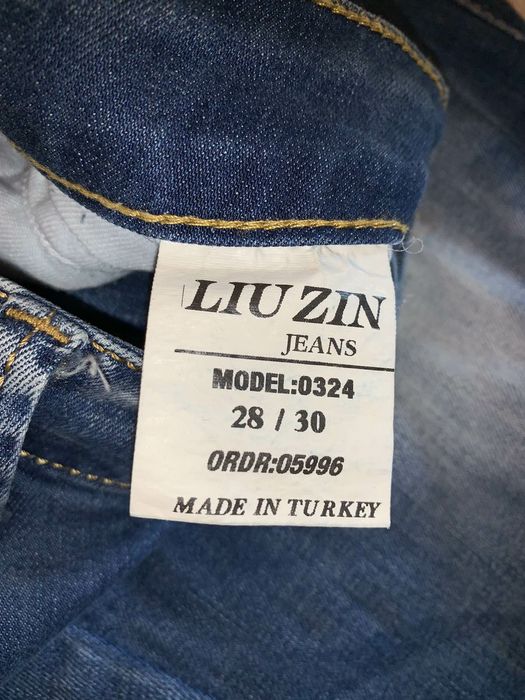 LIU ZIN
JEANS
MODEL:0324
28 / 30
ORDR:05996
MADE IN TURKEY